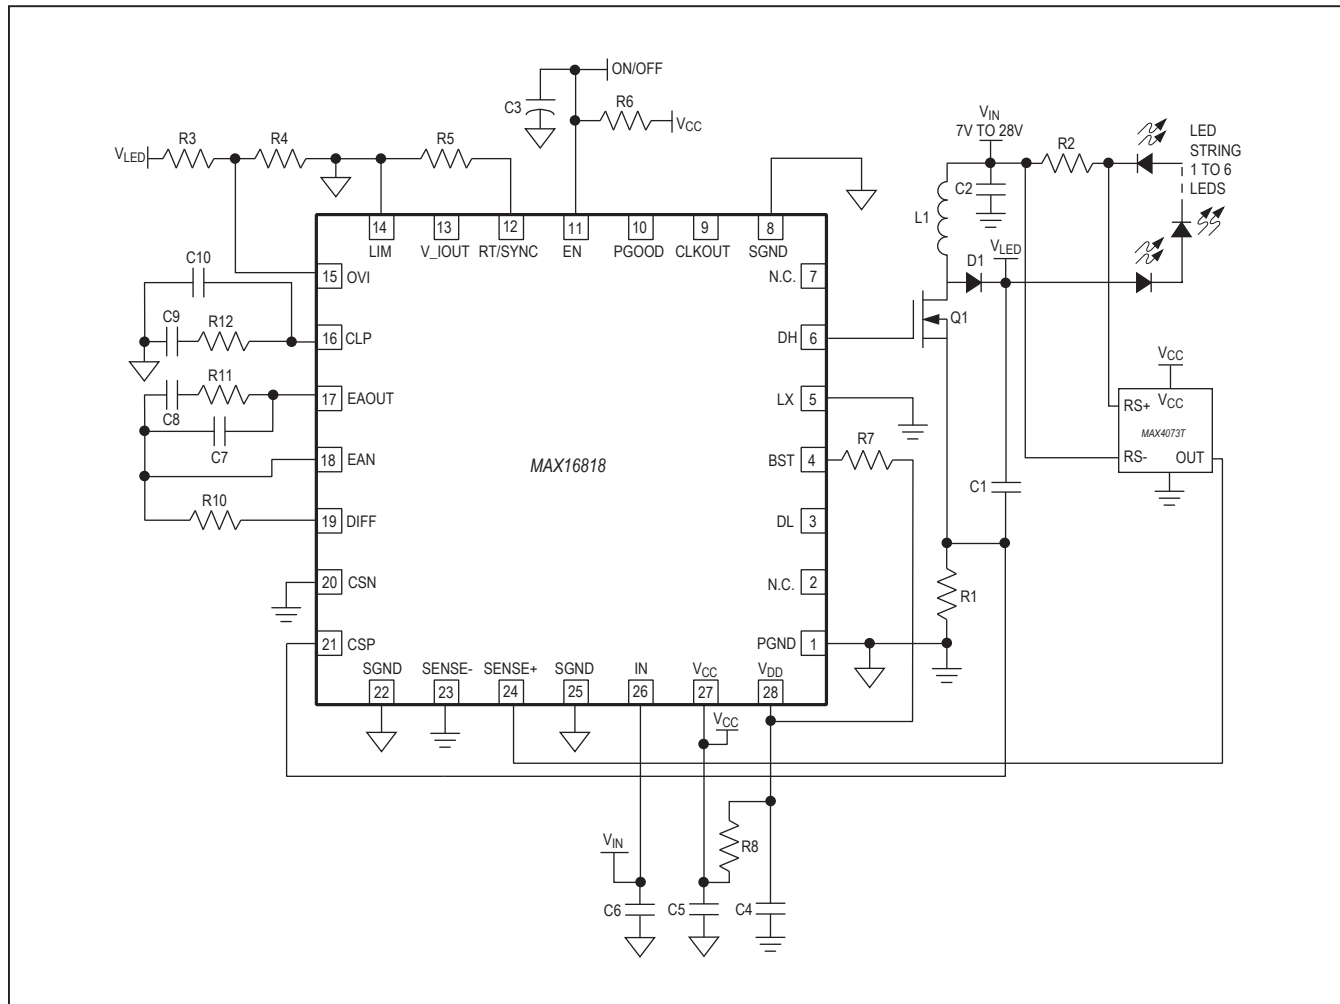 ON/OFF
C3
R6
VCC
VIN
7V TO 28V
R2
LED
STRING
1 TO 6
LEDS
VLED
R3
R4
R5
C2
L1
14
13
12
11
10
9
8
LIM
V_IOUT
RT/SYNC
EN
PGOOD
CLKOUT
SGND
VLED
D1
C10
15
OVI
N.C.
7
C9
R12
16
CLP
DH
6
Q1
R11
17
EAOUT
LX
5
VCC
C8
C7
RS+
VCC
MAX4073T
RS-
OUT
18
EAN
MAX16818
BST
4
R7
C1
R10
19
DIFF
DL
3
20
CSN
N.C.
2
R1
21
CSP
PGND
1
SGND
SENSE-
SENSE+
SGND
IN
VCC
VDD
22
23
24
25
26
27
28
VCC
VIN
R8
C6
C5
C4